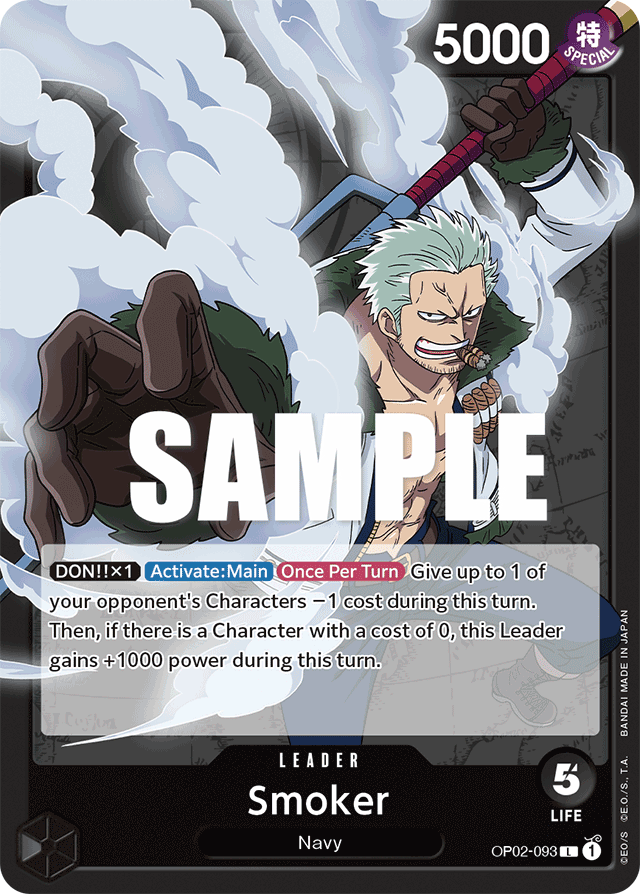 5000
特
SPECIAL
SAMPLE
DON!!×1 Activate:Main Once Per Turn Give up to 1 of
your opponent's Characters −1 cost during this turn.
Then, if there is a Character with a cost of 0, this Leader
gains +1000 power during this turn.
LEADER
Smoker
Navy
5
LIFE
OP02-093 L 1
©E/S ©E.O./S., T.A. BANDAI MADE IN JAPAN